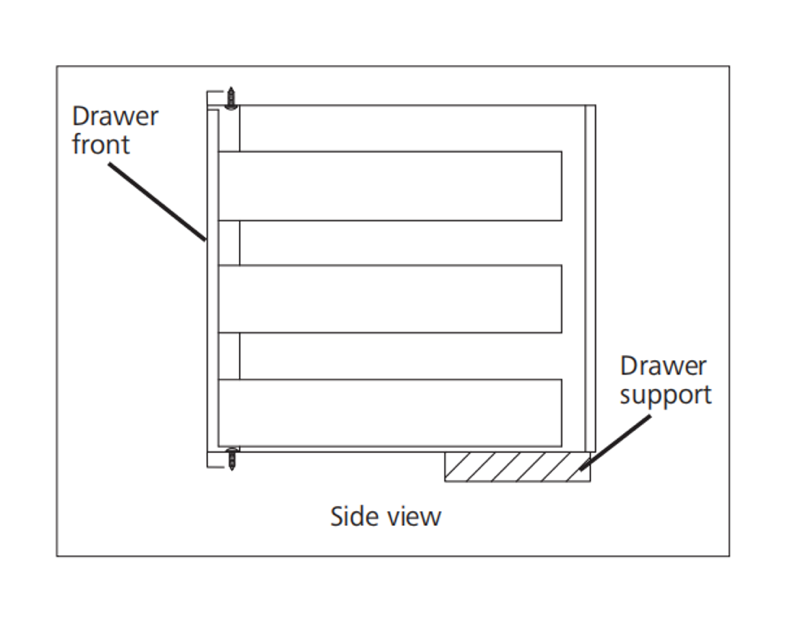 Drawer
front
Drawer
support
Side view